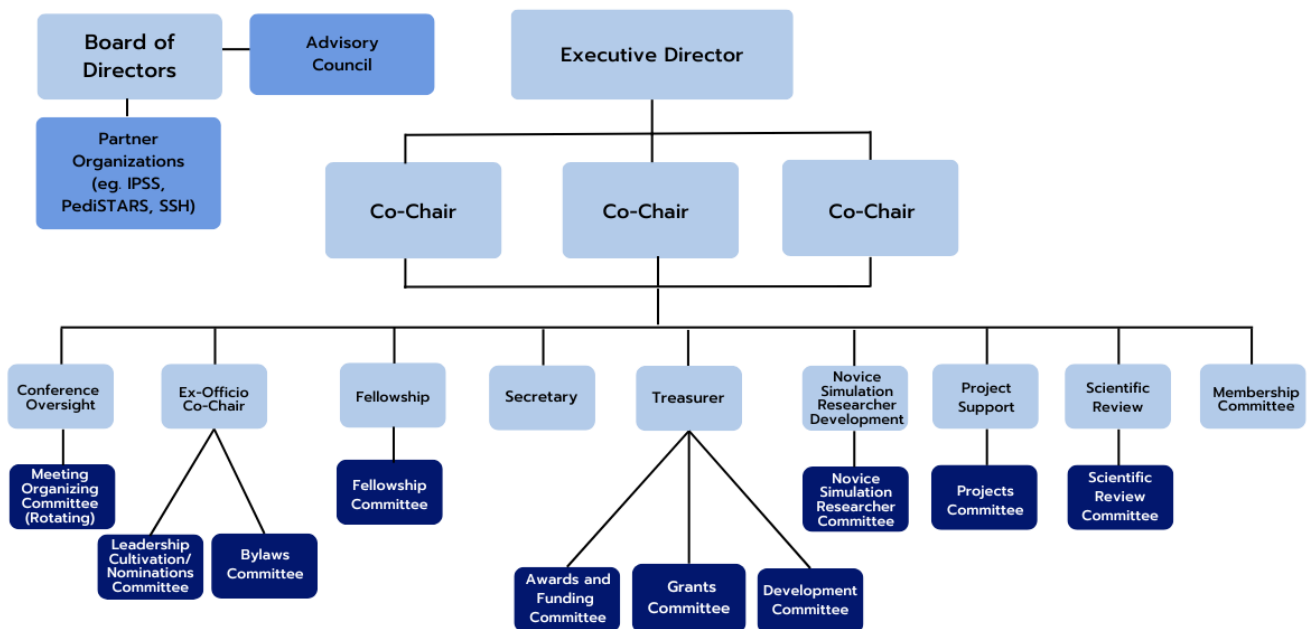 Board of
Directors
Advisory
Council
Executive Director
Partner
Organizations
(eg. IPSS,
PediSTARS, SSH)
Co-Chair
Co-Chair
Co-Chair
Conference
Oversight
Ex-Officio
Co-Chair
Fellowship
Secretary
Treasurer
Novice
Simulation
Researcher
Development
Project
Support
Scientific
Review
Membership
Committee
Meeting
Organizing
Committee
(Rotating)
Leadership
Cultivation/
Nominations
Committee
Bylaws
Committee
Fellowship
Committee
Awards and
Funding
Committee
Grants
Committee
Development
Committee
Novice
Simulation
Researcher
Committee
Projects
Committee
Scientific
Review
Committee